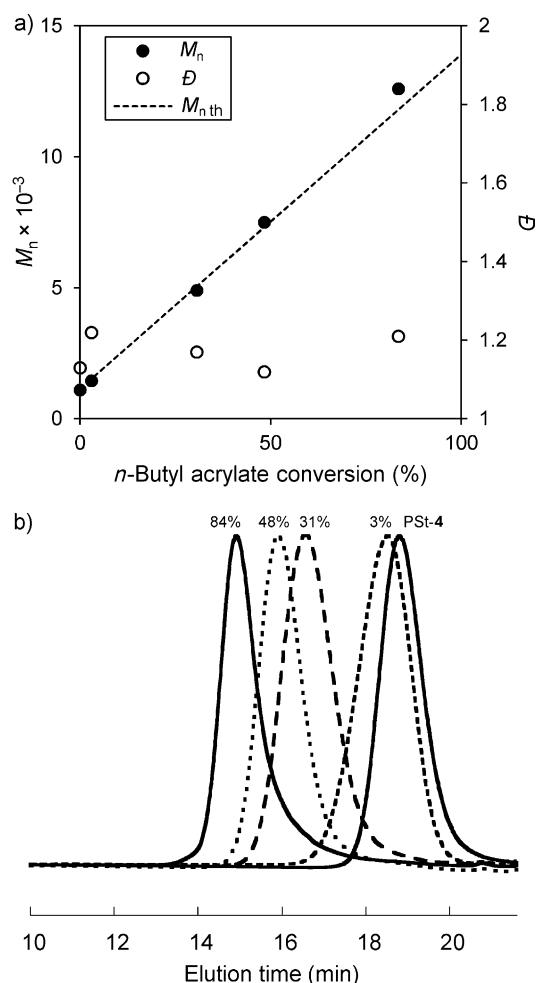 a)
15
10
5
0
Mn × 10–3
Mn
Đ
Mn th
2
1.8
1.6
1.4
1.2
1
Đ
0 50 100
n-Butyl acrylate conversion (%)
b)
84% 48% 31% 3% PSt-4
10 12 14 16 18 20
Elution time (min)